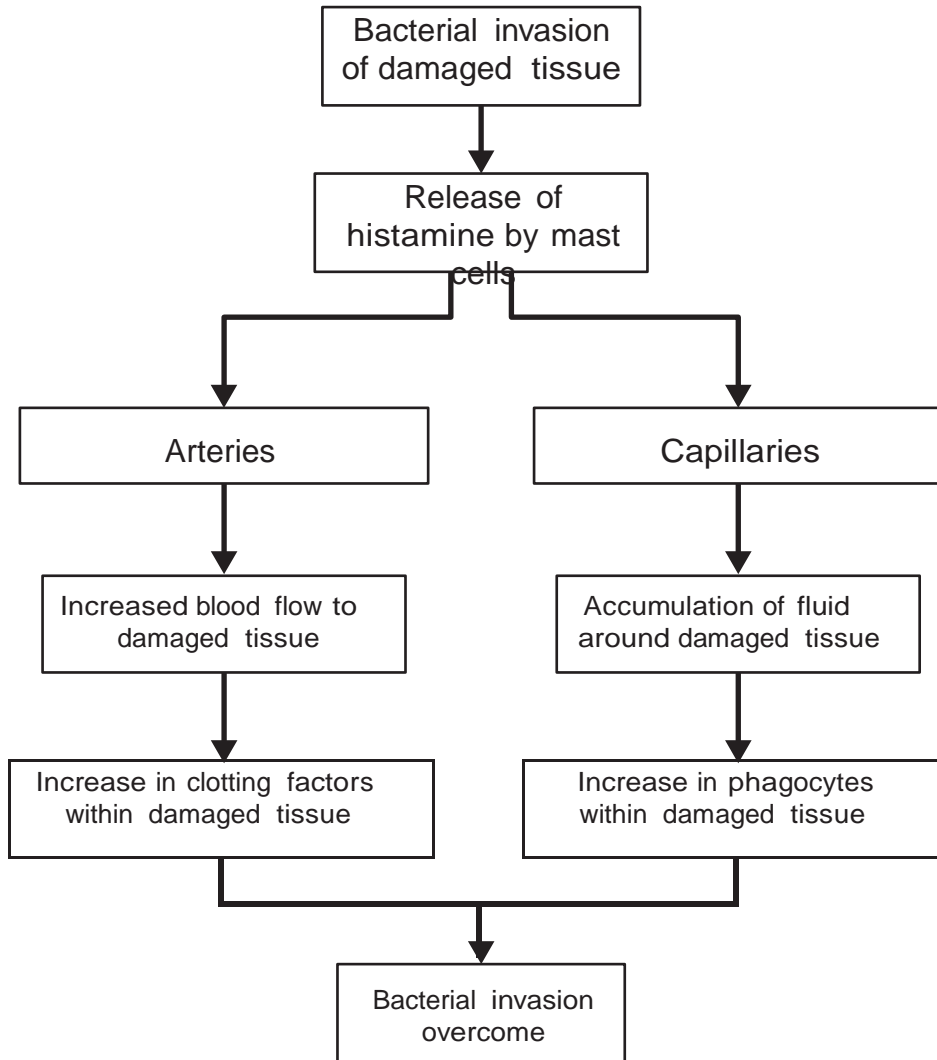 Bacterial invasion
of damaged tissue
Release of
histamine by mast
cells
Arteries
Capillaries
Increased blood flow to
damaged tissue
Accumulation of fluid
around damaged tissue
Increase in clotting factors
within damaged tissue
Increase in phagocytes
within damaged tissue
Bacterial invasion
overcome